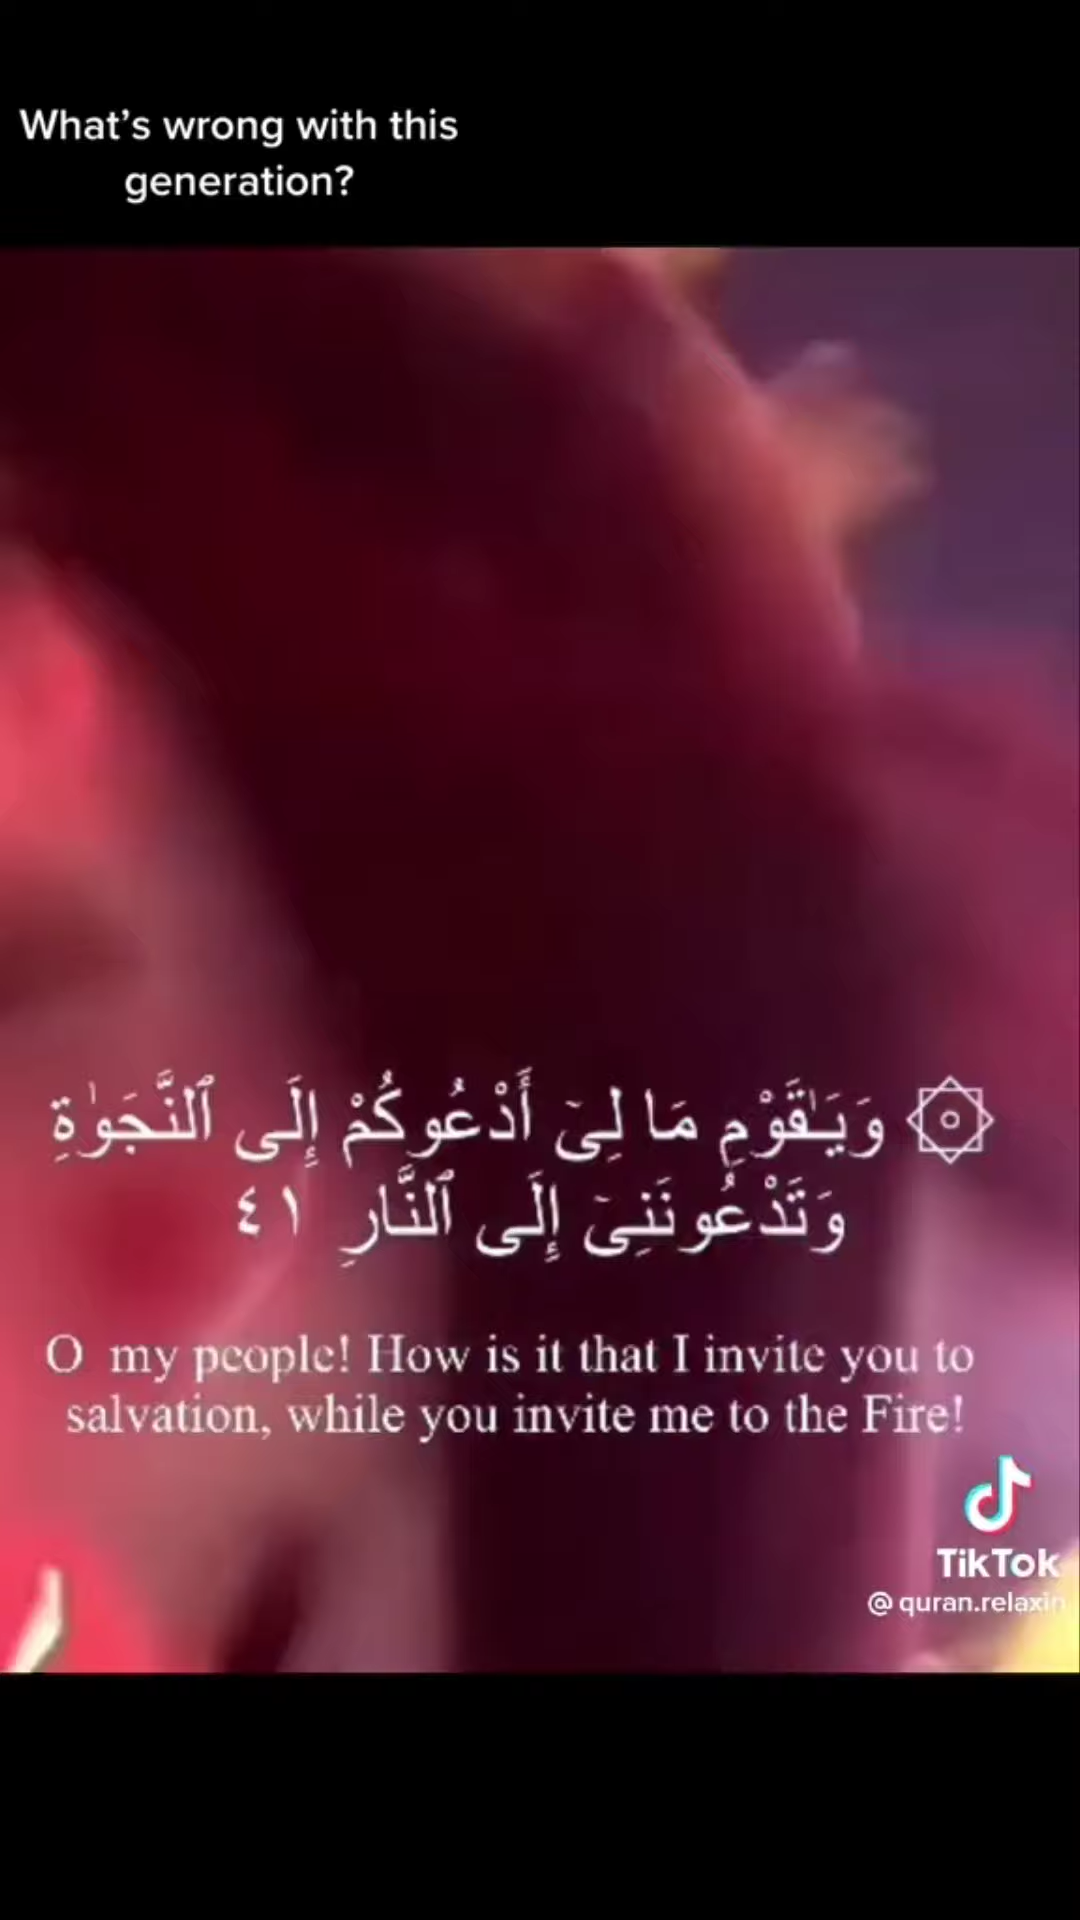 What’s wrong with this
generation?
۞ وَيَـٰقَوْمِ مَا لِىٓ أَدْعُوكُمْ إِلَى ٱلنَّجَوٰةِ
وَتَدْعُونَنِىٓ إِلَى ٱلنَّارِ ٤١
O my people! How is it that I invite you to
salvation, while you invite me to the Fire!
TikTok
@ quran.relaxin